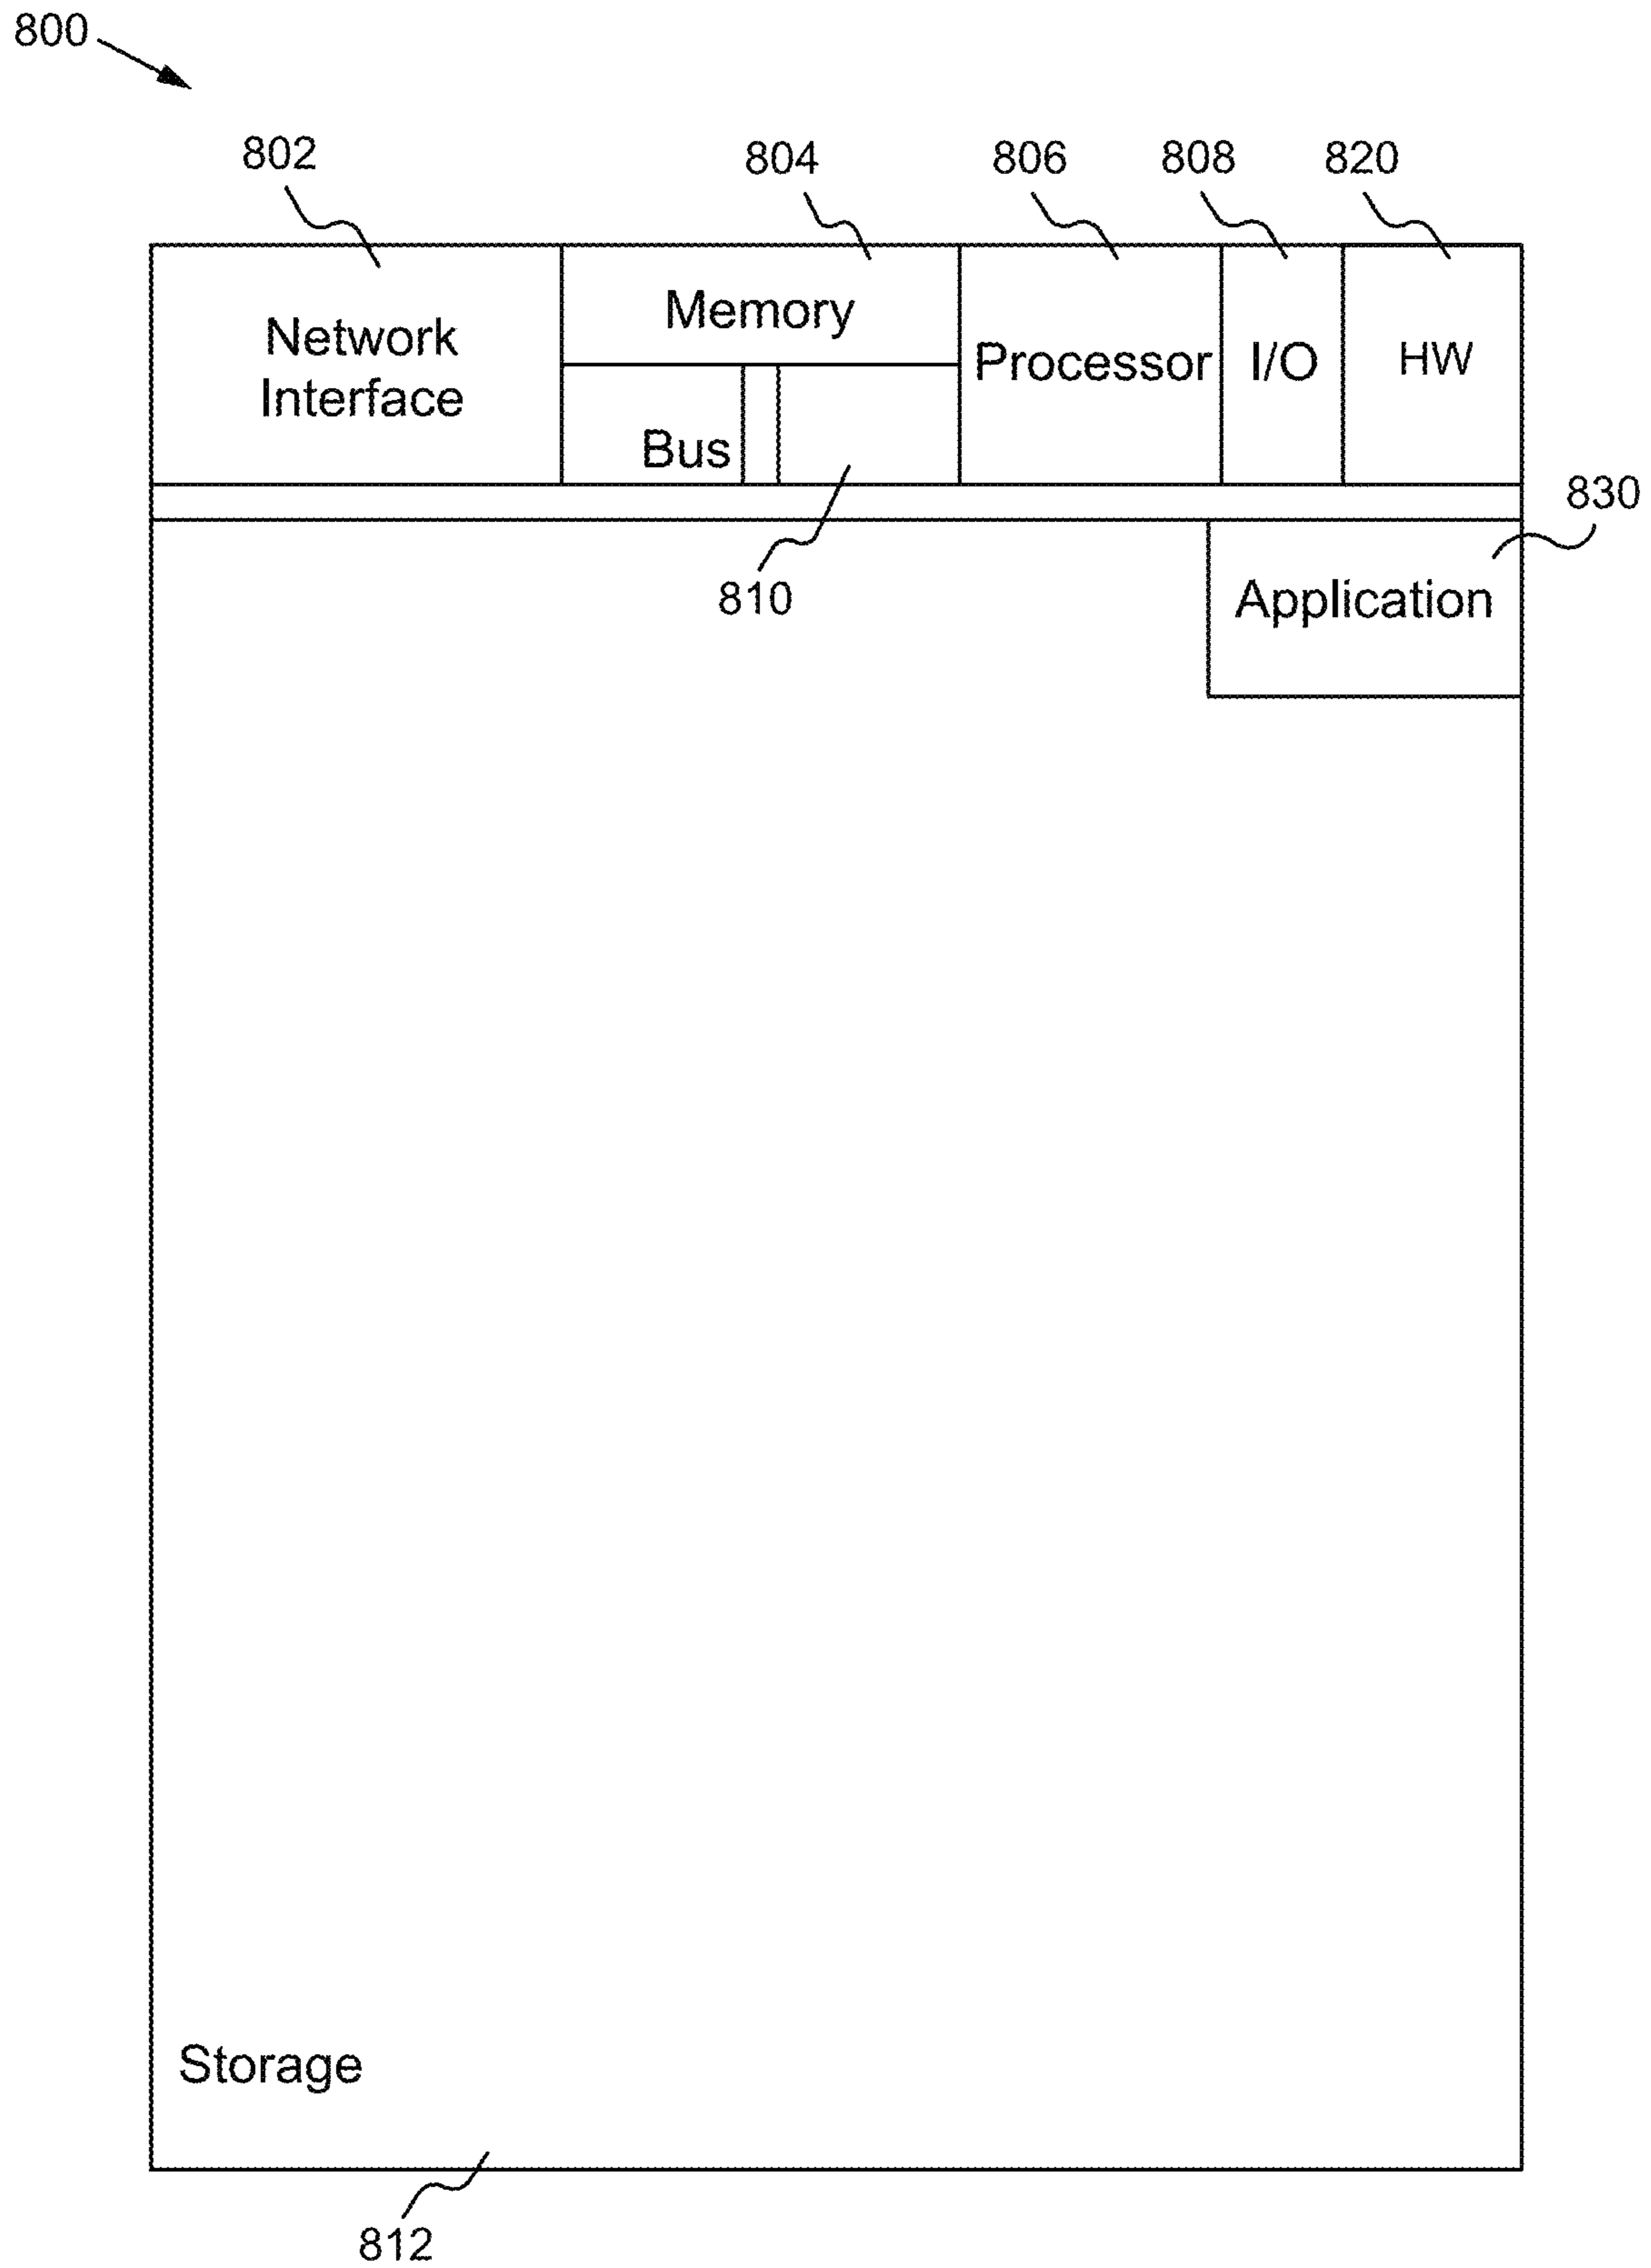 800
802
804
806
808
820
Network
Interface
Memory
Processor
I/O
HW
Bus
830
810
Application
Storage
812